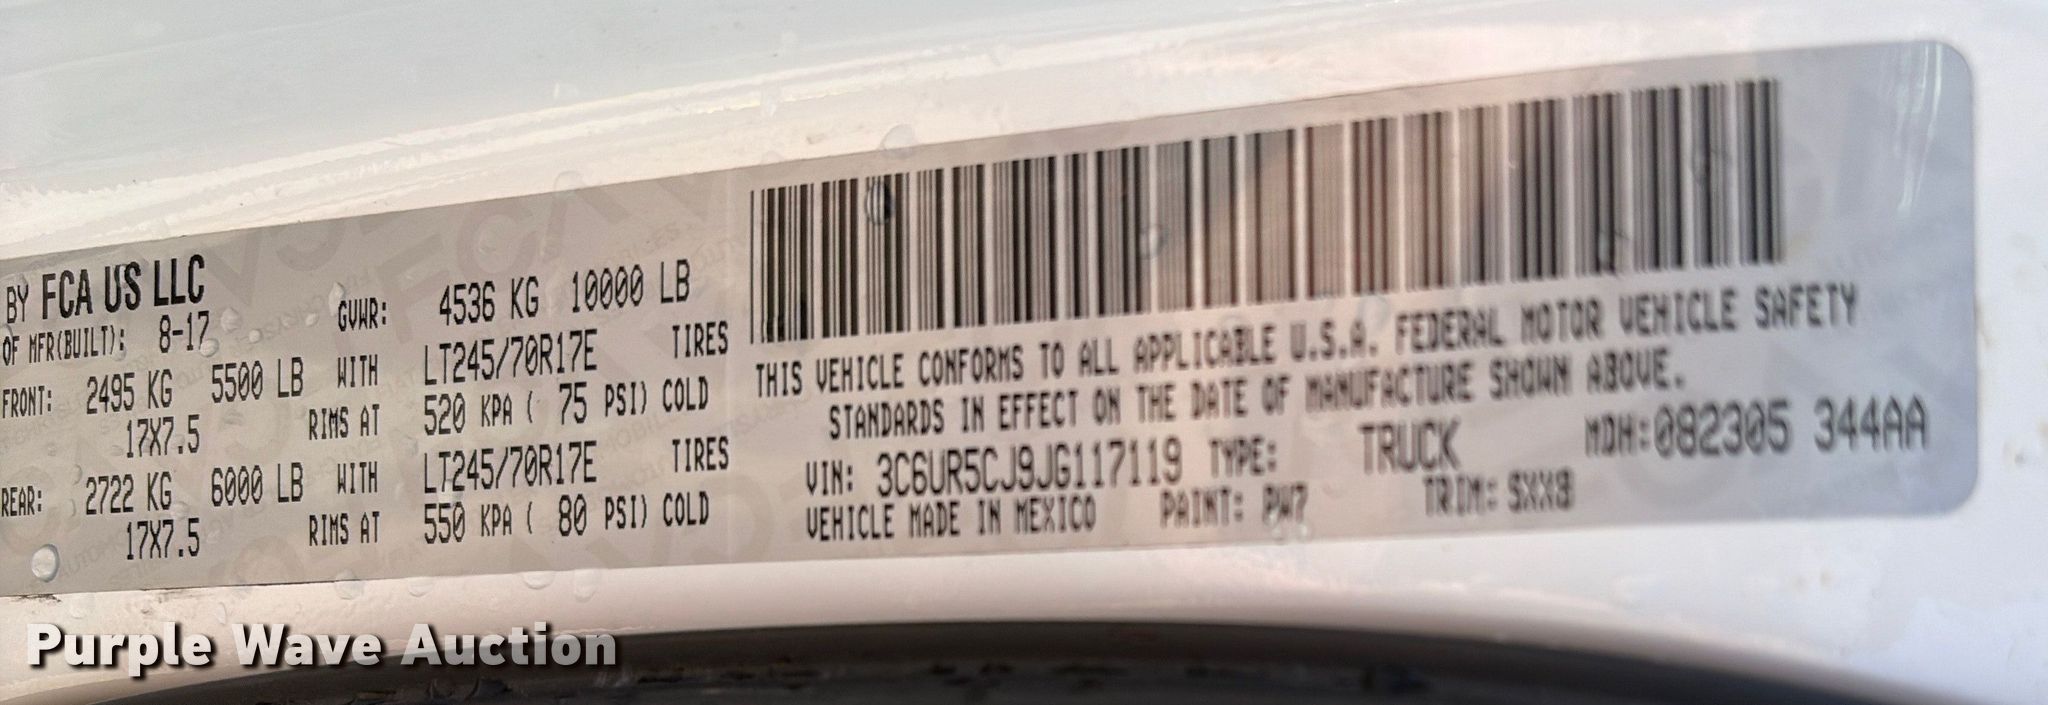 BY FCA US LLC
OF MFR(BUILT): 8-17 GVWR: 4536 KG 10000 LB
FRONT: 2495 KG 5500 LB WITH LT245/70R17E TIRES
17X7.5 RIMS AT 520 KPA ( 75 PSI) COLD
REAR: 2722 KG 6000 LB WITH LT245/70R17E TIRES
17X7.5 RIMS AT 550 KPA ( 80 PSI) COLD
THIS VEHICLE CONFORMS TO ALL APPLICABLE U.S.A. FEDERAL MOTOR VEHICLE SAFETY
STANDARDS IN EFFECT ON THE DATE OF MANUFACTURE SHOWN ABOVE.
VIN: 3C6UR5CJ9JG117119 TYPE: TRUCK MDH:082305 344AA
VEHICLE MADE IN MEXICO PAINT: PW7 TRIM: SXX8
Purple Wave Auction